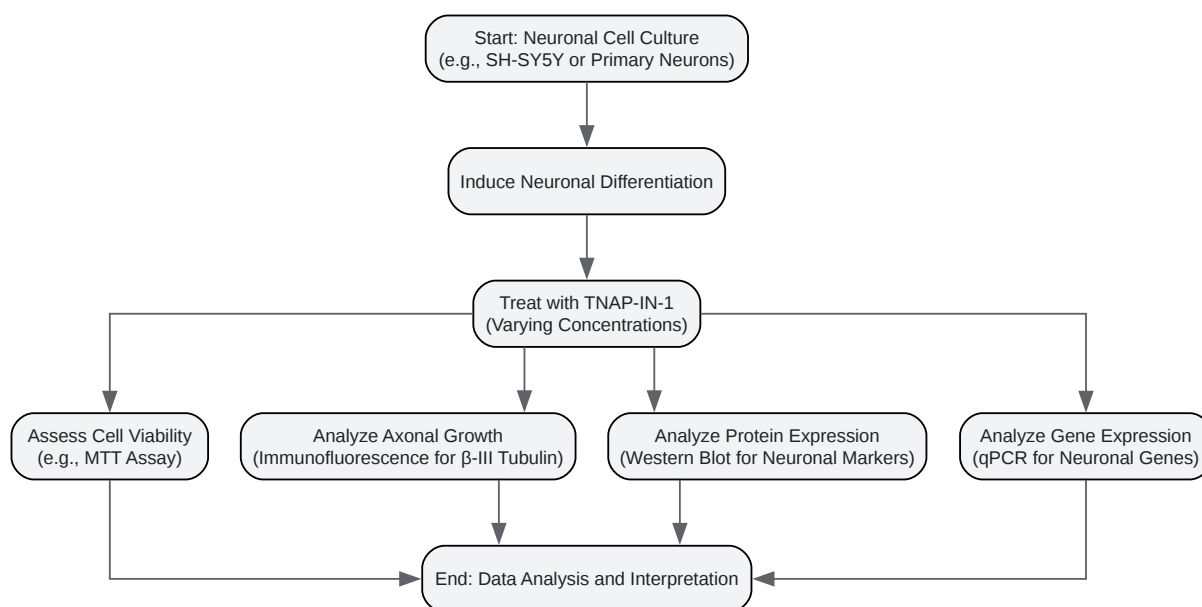 Start: Neuronal Cell Culture
(e.g., SH-SY5Y or Primary Neurons)
Induce Neuronal Differentiation
Treat with TNAP-IN-1
(Varying Concentrations)
Assess Cell Viability
(e.g., MTT Assay)
Analyze Axonal Growth
(Immunofluorescence for β-III Tubulin)
Analyze Protein Expression
(Western Blot for Neuronal Markers)
Analyze Gene Expression
(qPCR for Neuronal Genes)
End: Data Analysis and Interpretation